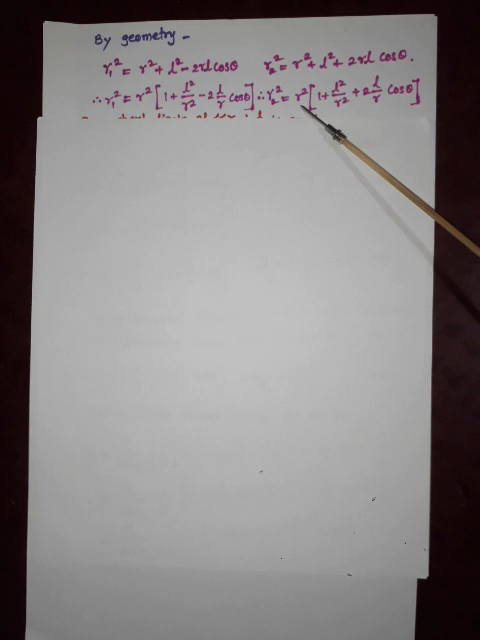 By geometry -
r₁² = r² + l² - 2rl cosθ r₂² = r² + l² + 2rl cosθ.
∴ r₁² = r² [1 + l²/r² - 2 l/r cosθ] ∴ r₂² = r² [1 + l²/r² + 2 l/r cosθ]